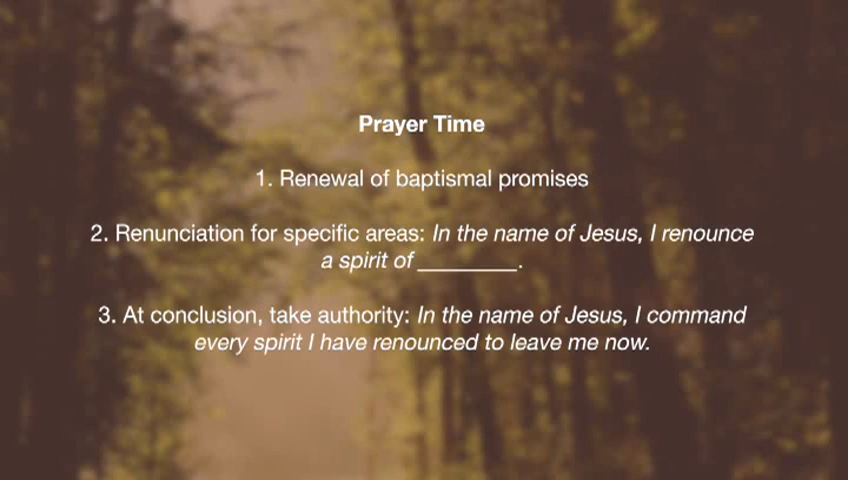 Prayer Time
1. Renewal of baptismal promises
2. Renunciation for specific areas: In the name of Jesus, I renounce
a spirit of _________.
3. At conclusion, take authority: In the name of Jesus, I command
every spirit I have renounced to leave me now.